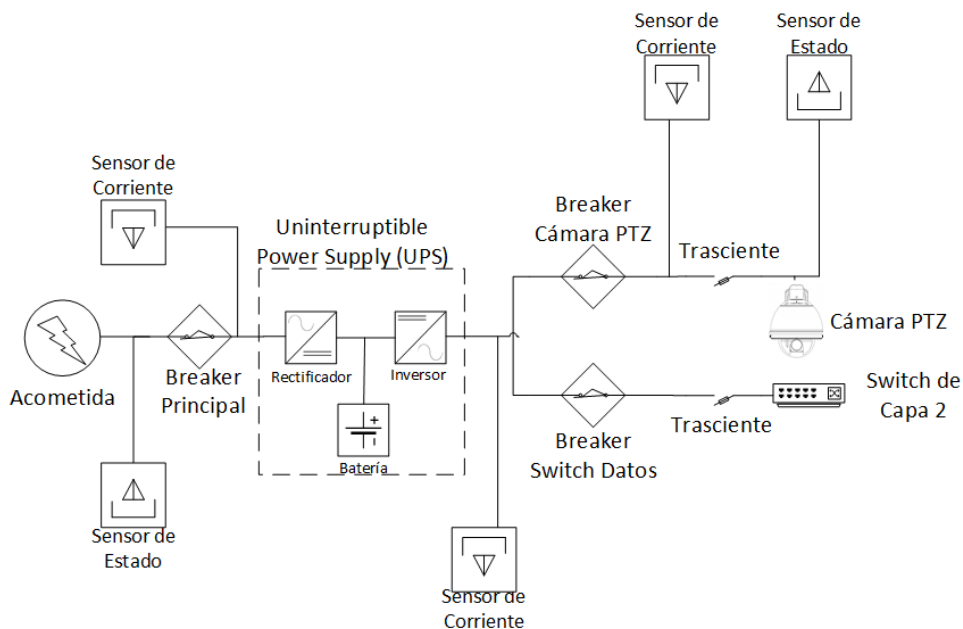 Sensor de
Corriente
Sensor de
Estado
Sensor de
Corriente
Uninterruptible
Power Supply (UPS)
Breaker
Cámara PTZ
Trasciente
Cámara PTZ
Acometida
Breaker
Principal
Rectificador
Inversor
Batería
Switch de
Capa 2
Trasciente
Breaker
Switch Datos
Sensor de
Estado
Sensor de
Corriente